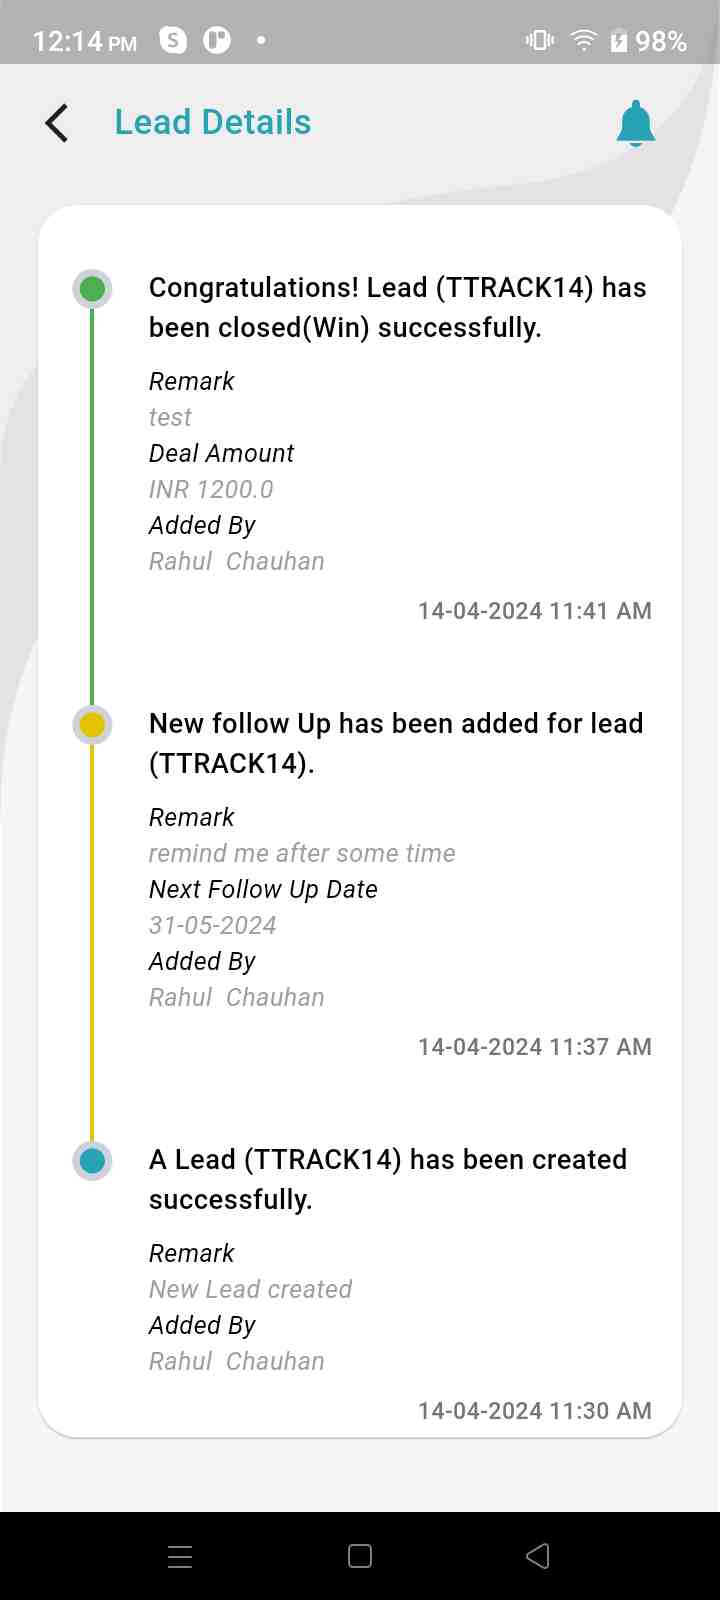 12:14 PM
98%
Lead Details
Congratulations! Lead (TTRACK14) has
been closed(Win) successfully.
Remark
test
Deal Amount
INR 1200.0
Added By
Rahul  Chauhan
14-04-2024 11:41 AM
New follow Up has been added for lead
(TTRACK14).
Remark
remind me after some time
Next Follow Up Date
31-05-2024
Added By
Rahul  Chauhan
14-04-2024 11:37 AM
A Lead (TTRACK14) has been created
successfully.
Remark
New Lead created
Added By
Rahul  Chauhan
14-04-2024 11:30 AM